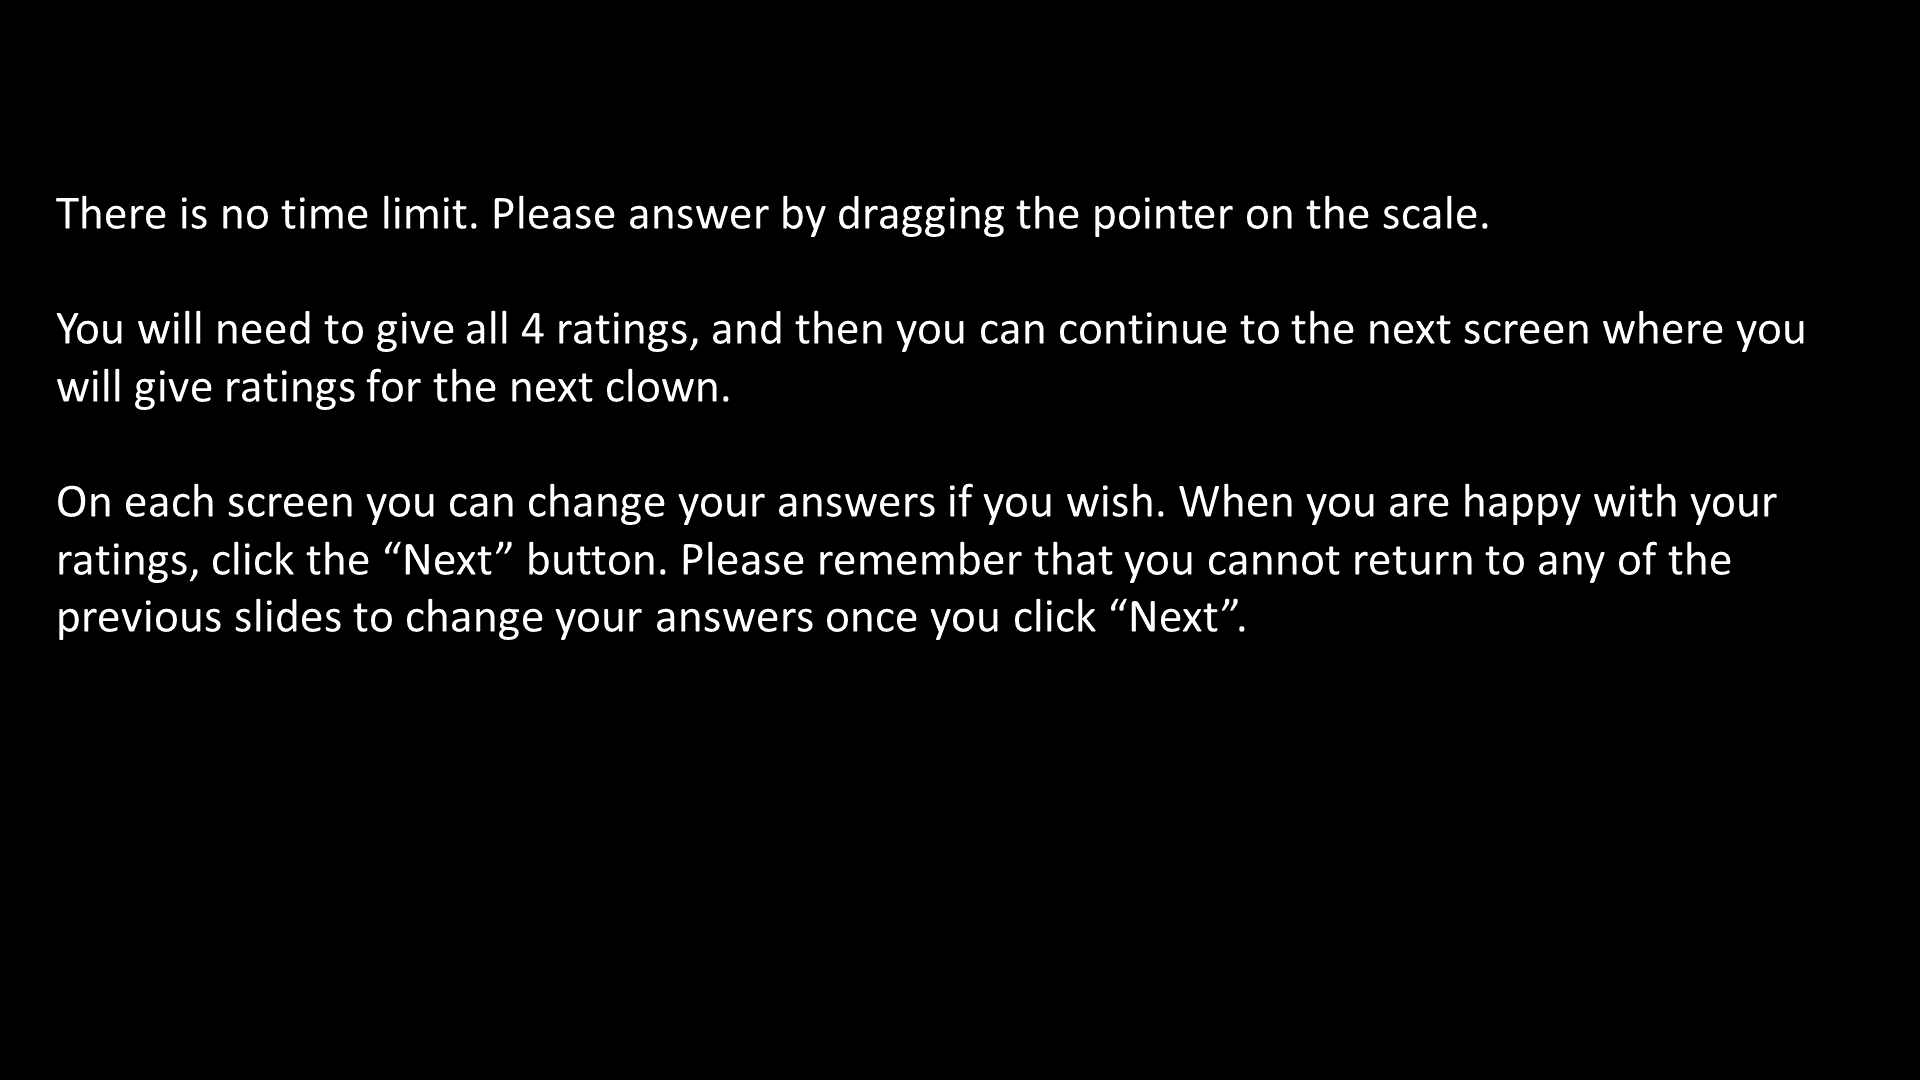 There is no time limit. Please answer by dragging the pointer on the scale.
You will need to give all 4 ratings, and then you can continue to the next screen where you
will give ratings for the next clown.
On each screen you can change your answers if you wish. When you are happy with your
ratings, click the “Next” button. Please remember that you cannot return to any of the
previous slides to change your answers once you click “Next”.